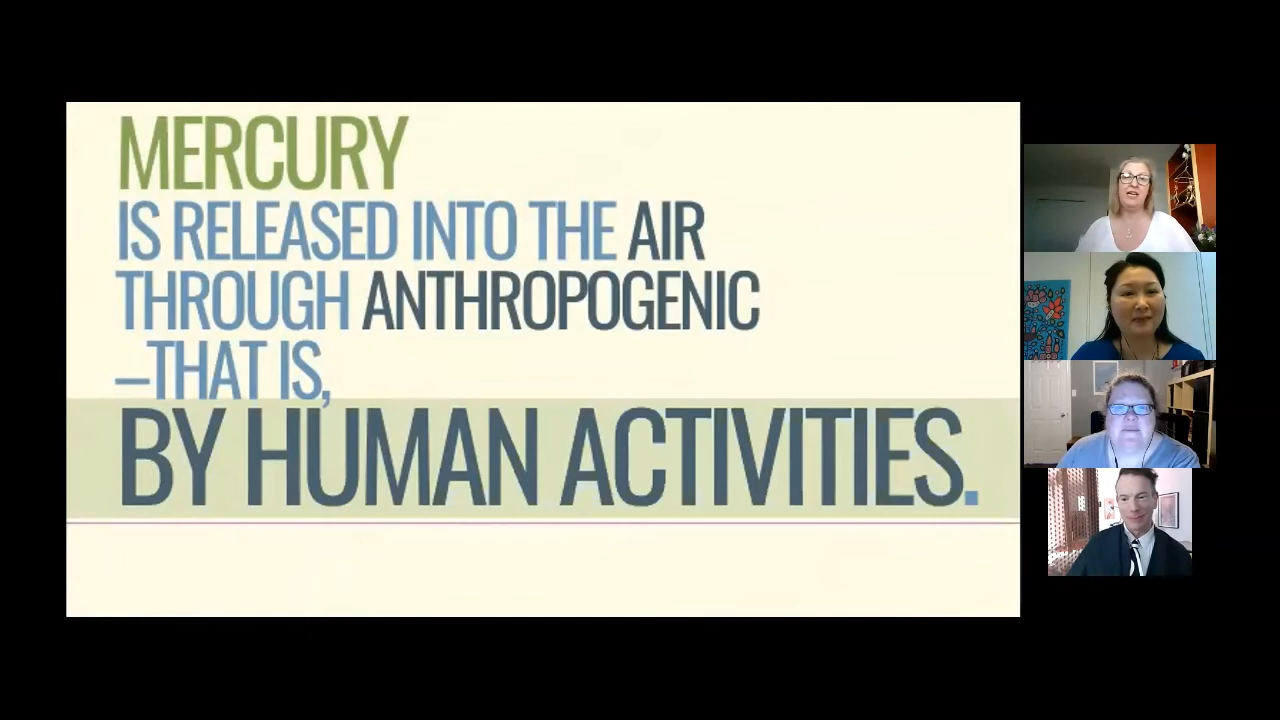 MERCURY
IS RELEASED INTO THE AIR
THROUGH ANTHROPOGENIC
–THAT IS,
BY HUMAN ACTIVITIES.